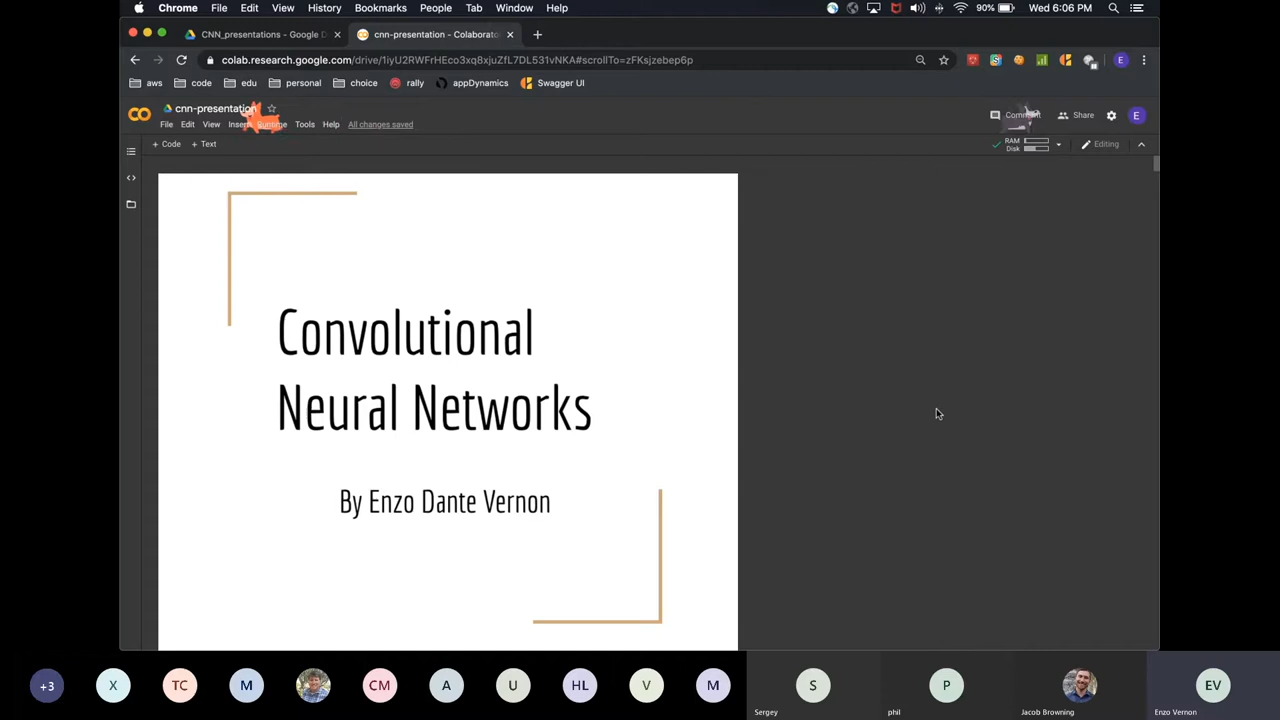 Chrome File Edit View History Bookmarks People Tab Window Help 90% Wed 6:06 PM
CNN_presentations - Google D cnn-presentation - Colaborato
colab.research.google.com/drive/1iyU2RWFrHEco3xq8xjuZfL7DL531vNKA#scrollTo=zFKsjzebep6p
aws code edu personal choice rally appDynamics Swagger UI
cnn-presentation
Comment Share E
File Edit View Insert Runtime Tools Help All changes saved
+ Code + Text RAM Disk Editing
Convolutional
Neural Networks
By Enzo Dante Vernon
+3 X TC M CM A U HL V M S P EV
Sergey phil Jacob Browning Enzo Vernon